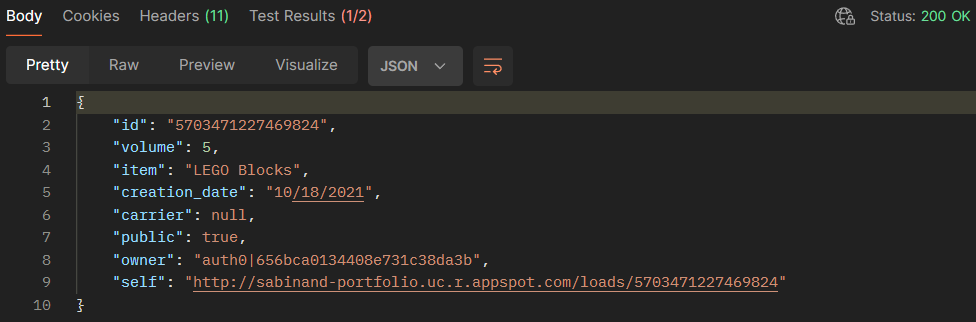 Body Cookies Headers (11) Test Results (1/2) Status: 200 OK
Pretty Raw Preview Visualize JSON
1 {
2 "id": "5703471227469824",
3 "volume": 5,
4 "item": "LEGO Blocks",
5 "creation_date": "10/18/2021",
6 "carrier": null,
7 "public": true,
8 "owner": "auth0|656bca0134408e731c38da3b",
9 "self": "http://sabinand-portfolio.uc.r.appspot.com/loads/5703471227469824"
10 }